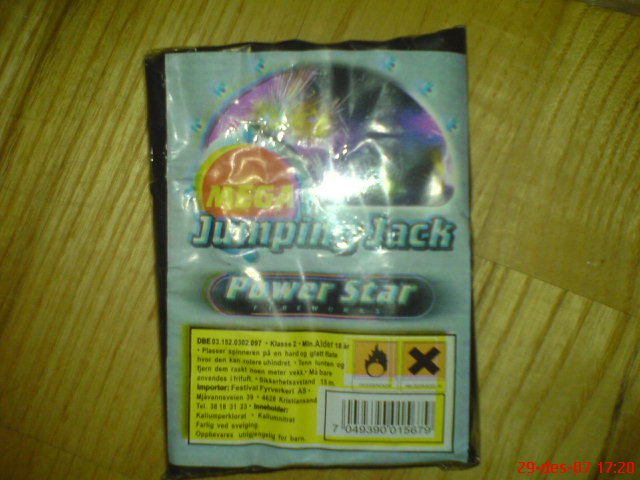 MEGA
Jumping Jack
Power Star
FIREWORKS
DBE 03.152.0302.097 • Klasse 2 • Min. Alder 18 år
• Plasser spinneren på en hard og glatt flate
hvor den kan rotere uhindret. • Tenn lunten og
fjern dem raskt noen meter vekk. • Må bare
anvendes i friluft. • Sikkerhetsavstand 15 m.
Importør: Festival Fyrverkeri AS •
Mjåvannsveien 39 • 4628 Kristiansand
Tel. 38 18 31 23 • Inneholder:
Kaliumperklorat • Kaliumnitrat
Farlig ved svelging.
Oppbevares utilgjengelig for barn.
7 049390 015679
29-des-07 17:20